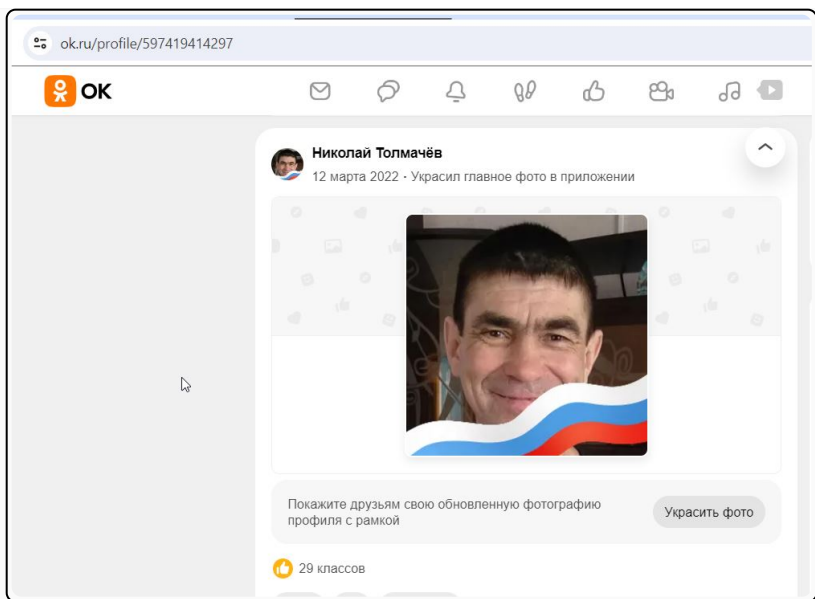 ok.ru/profile/597419414297
ОК
Николай Толмачёв
12 марта 2022 · Украсил главное фото в приложении
Покажите друзьям свою обновленную фотографию
профиля с рамкой
Украсить фото
29 классов